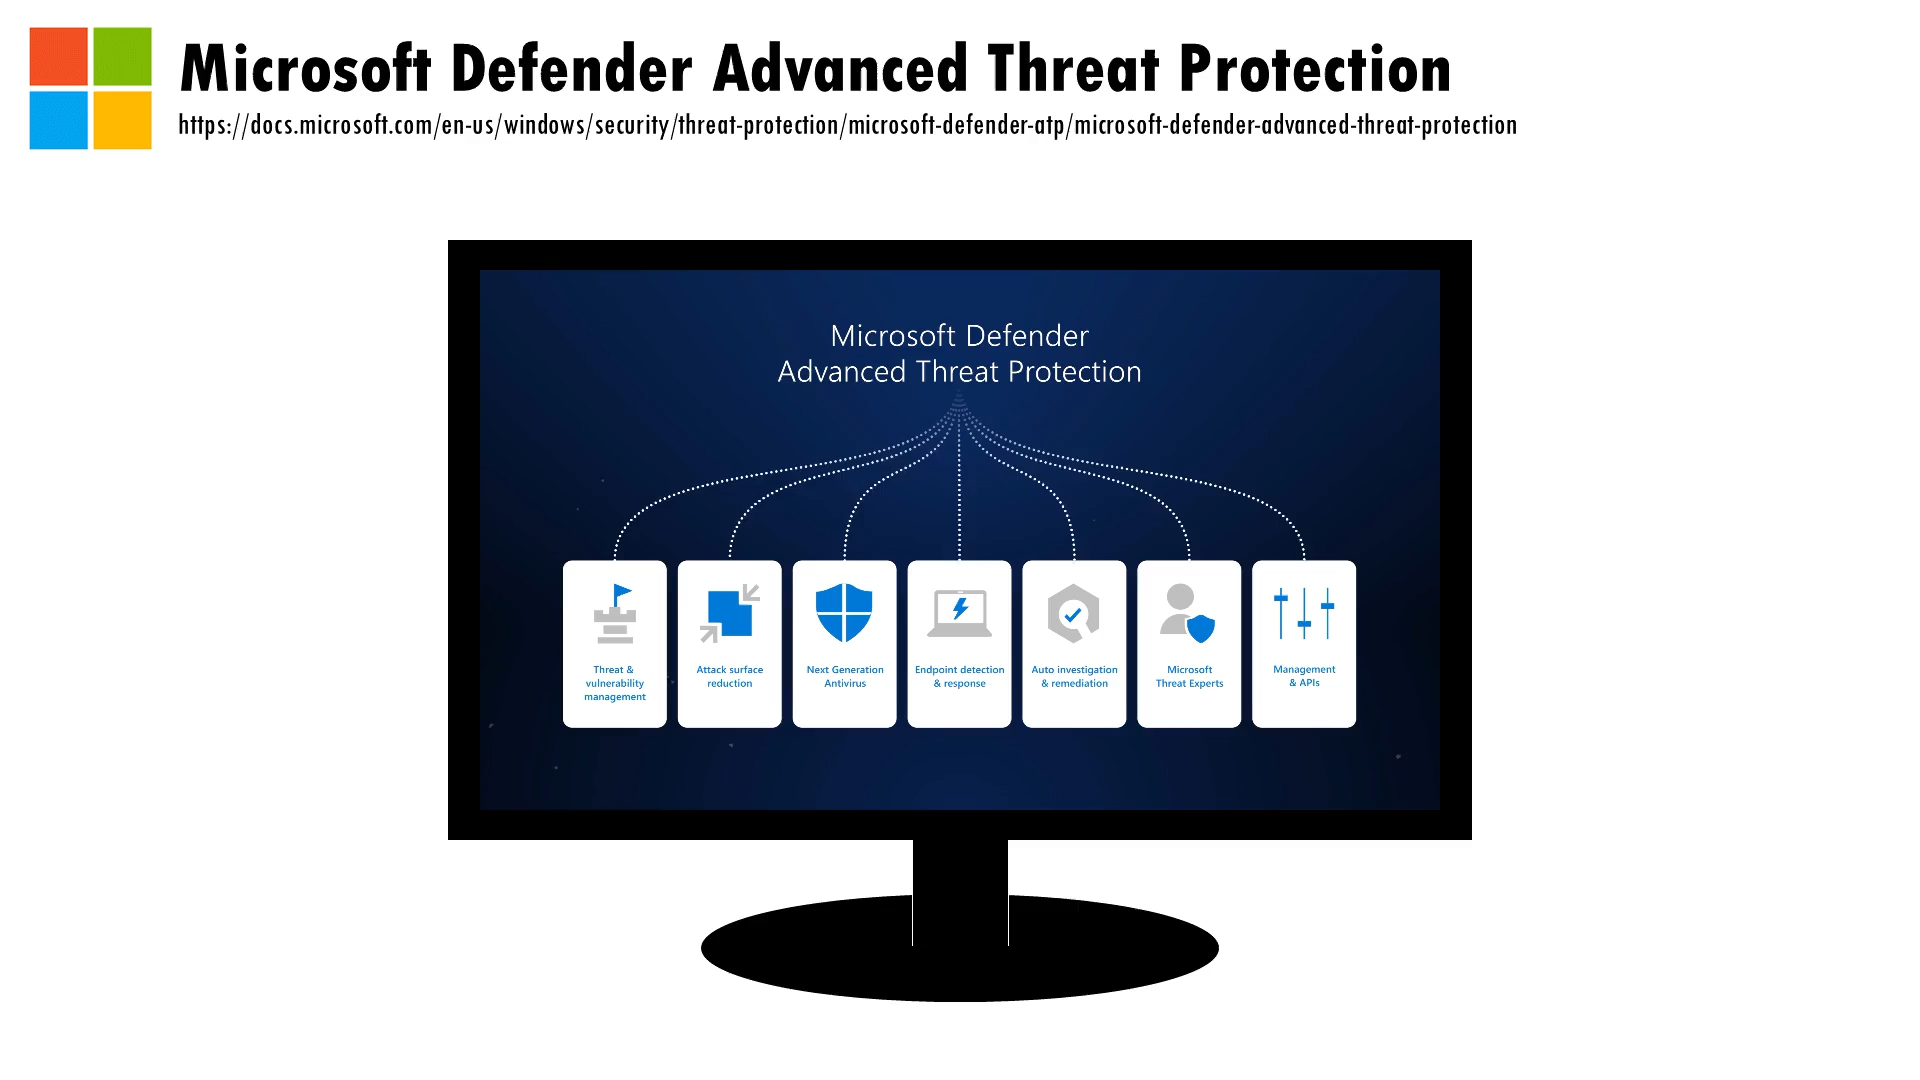 Microsoft Defender Advanced Threat Protection
https://docs.microsoft.com/en-us/windows/security/threat-protection/microsoft-defender-atp/microsoft-defender-advanced-threat-protection
Microsoft Defender
Advanced Threat Protection
Threat &
vulnerability
management
Attack surface
reduction
Next Generation
Antivirus
Endpoint detection
& response
Auto investigation
& remediation
Microsoft
Threat Experts
Management
& APIs